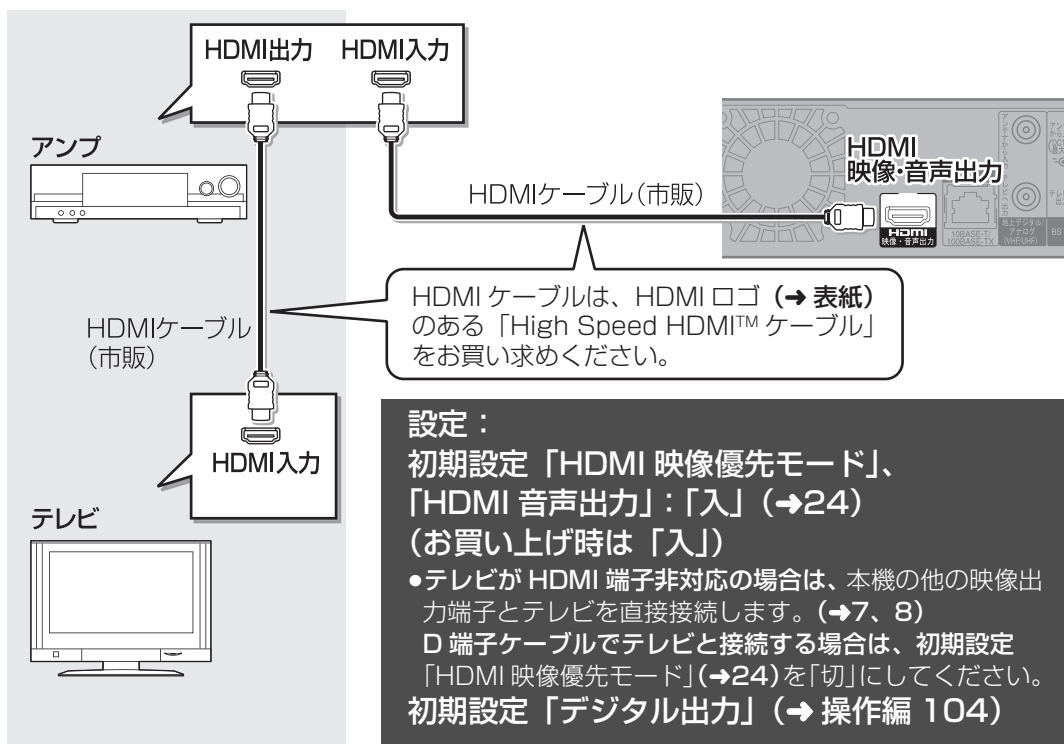 HDMI出力
HDMI入力
アンプ
HDMIケーブル(市販)
HDMI
映像・音声出力
HDMI
映像・音声出力
10BASE-T/
100BASE-TX
地上デジタル/
アナログ
(VHF/UHF)
BS
HDMI ケーブルは、HDMI ロゴ(➜ 表紙)
のある「High Speed HDMI™ ケーブル」
をお買い求めください。
HDMIケーブル
(市販)
HDMI入力
テレビ
設定:
初期設定「HDMI 映像優先モード」、
「HDMI 音声出力」:「入」(➜24)
(お買い上げ時は「入」)
●テレビが HDMI 端子非対応の場合は、本機の他の映像出
力端子とテレビを直接接続します。(➜7、8)
D 端子ケーブルでテレビと接続する場合は、初期設定
「HDMI 映像優先モード」(➜24)を「切」にしてください。
初期設定「デジタル出力」(➜ 操作編 104)